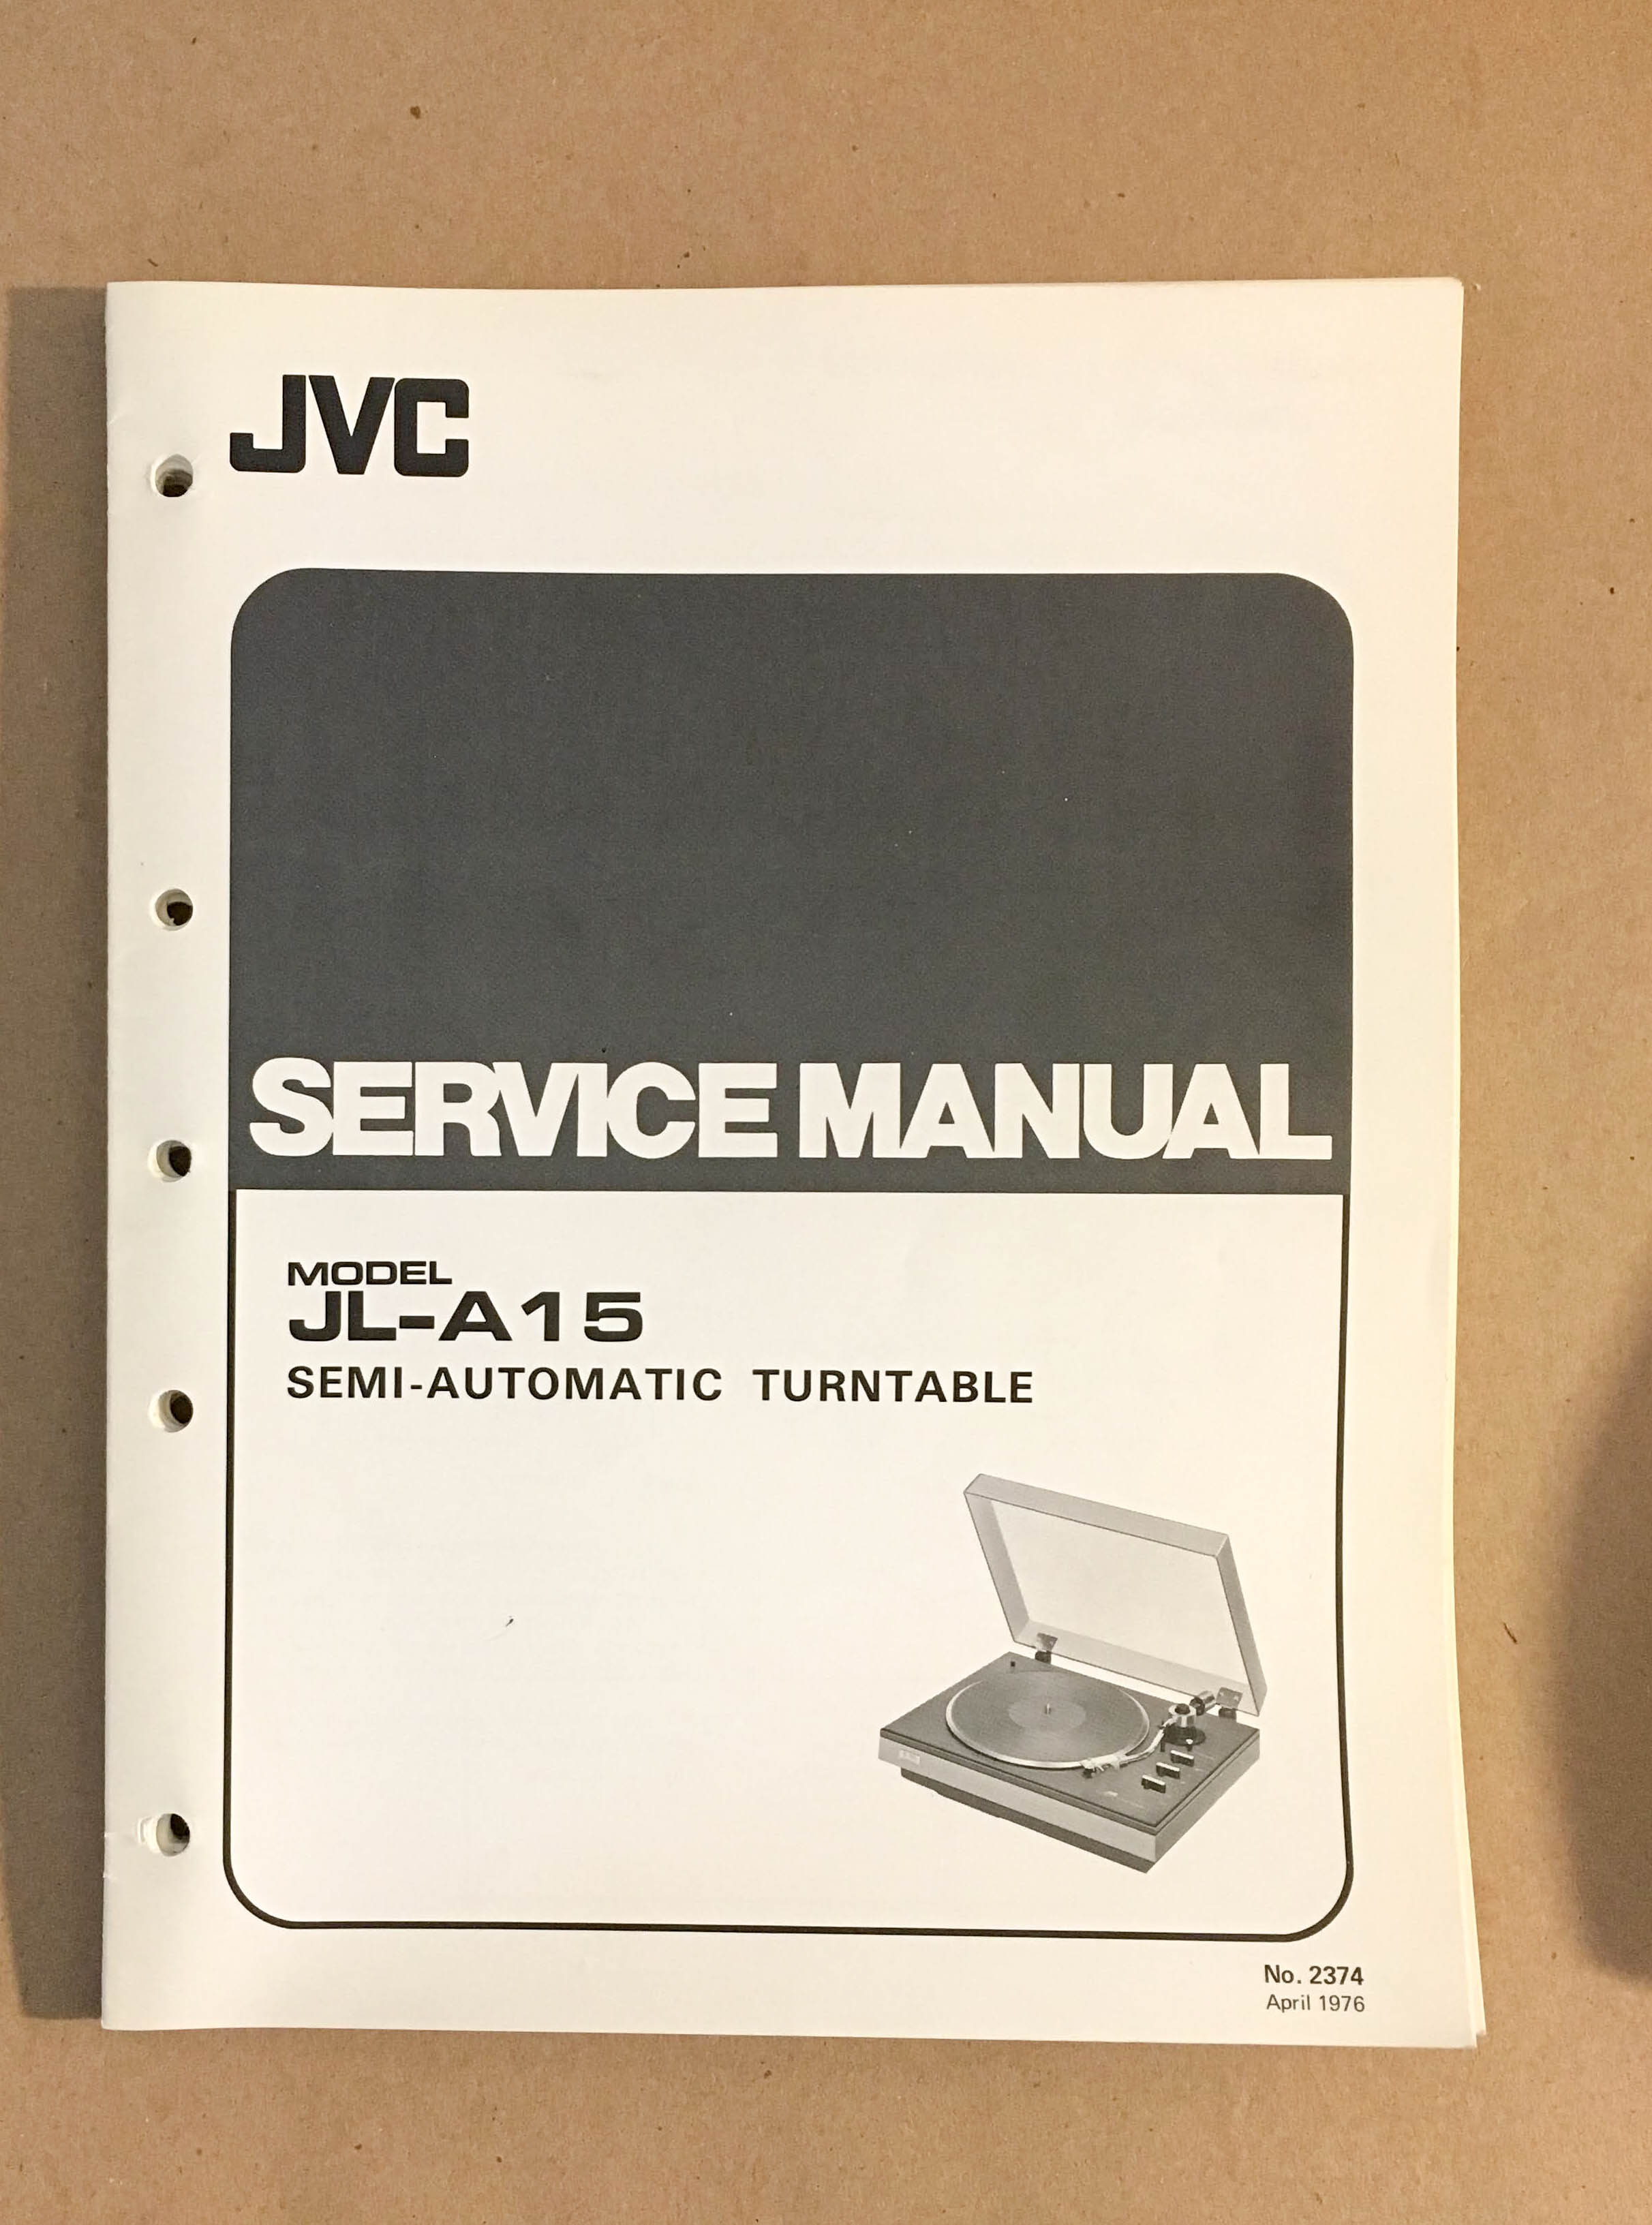 JVC
SERVICE MANUAL
MODEL
JL-A15
SEMI-AUTOMATIC TURNTABLE
No. 2374
April 1976